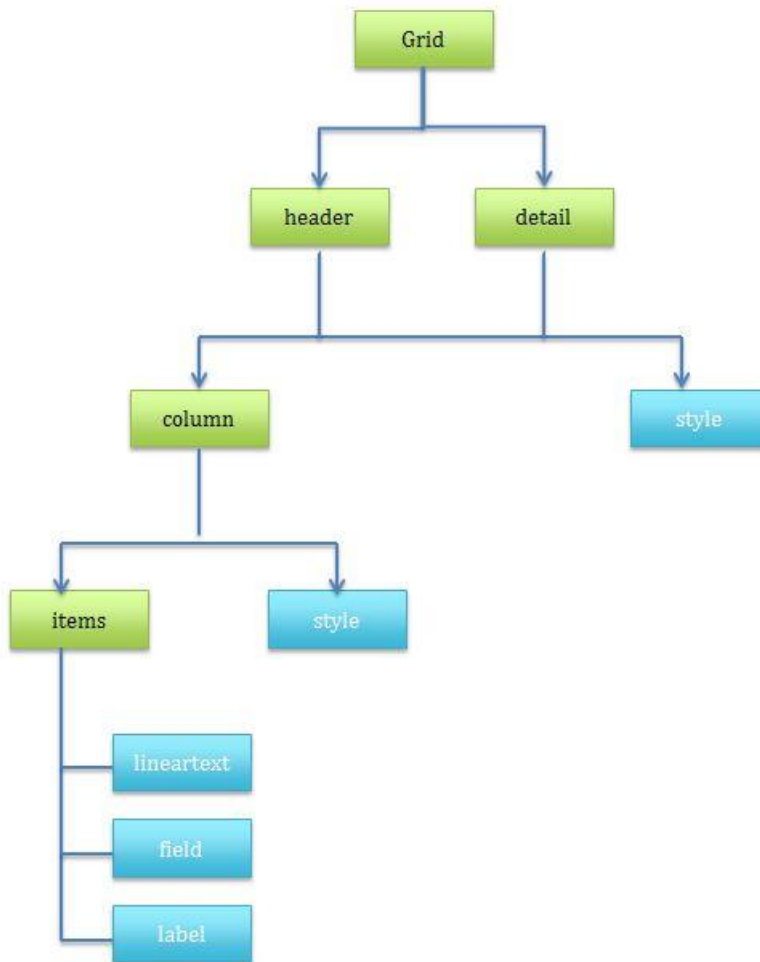 Grid
header
detail
column
style
items
style
lineartext
field
label